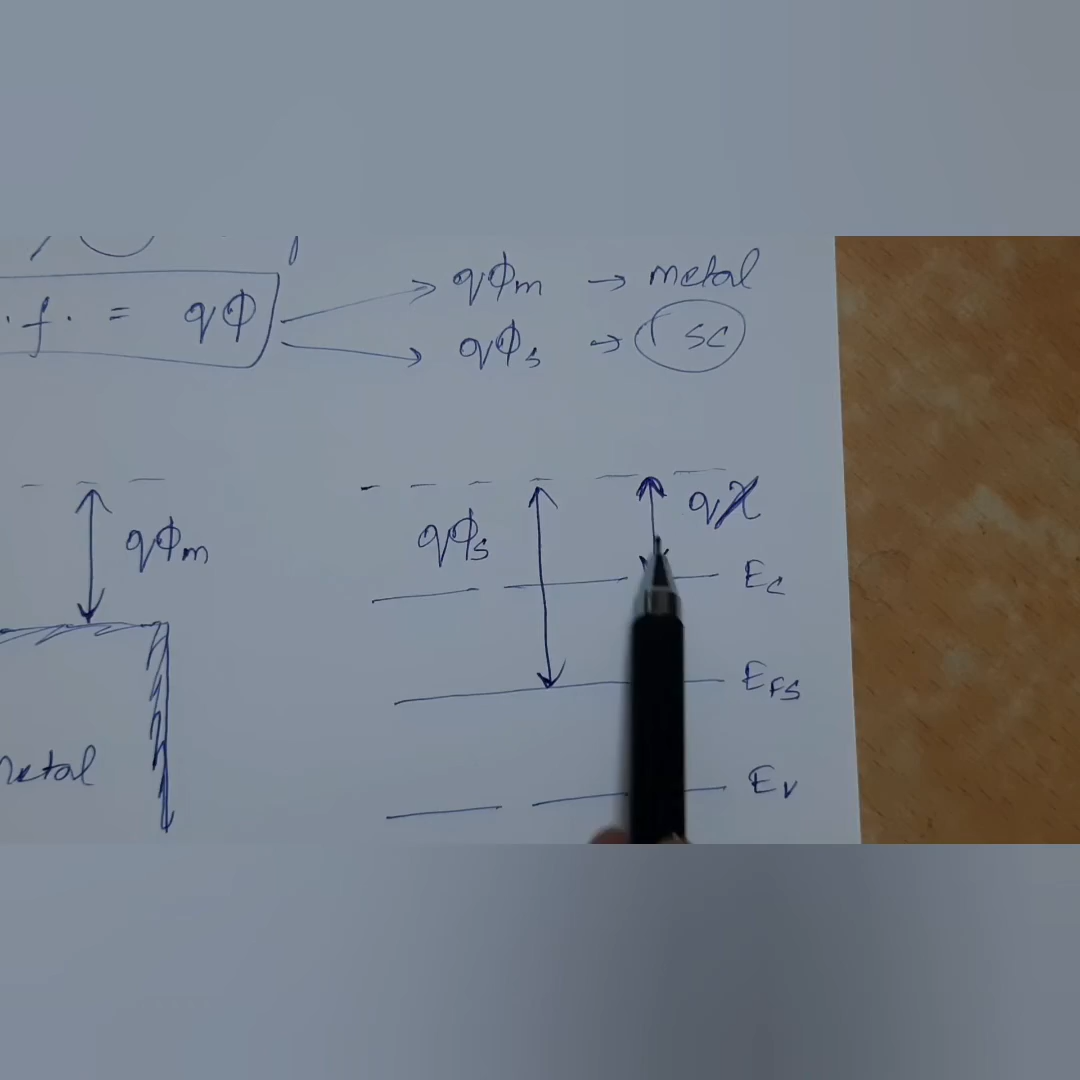 qΦm → metal
.f. = qΦ
qΦs → SC
qΦm
qΦs
qχ
Ec
EFS
Metal
Ev